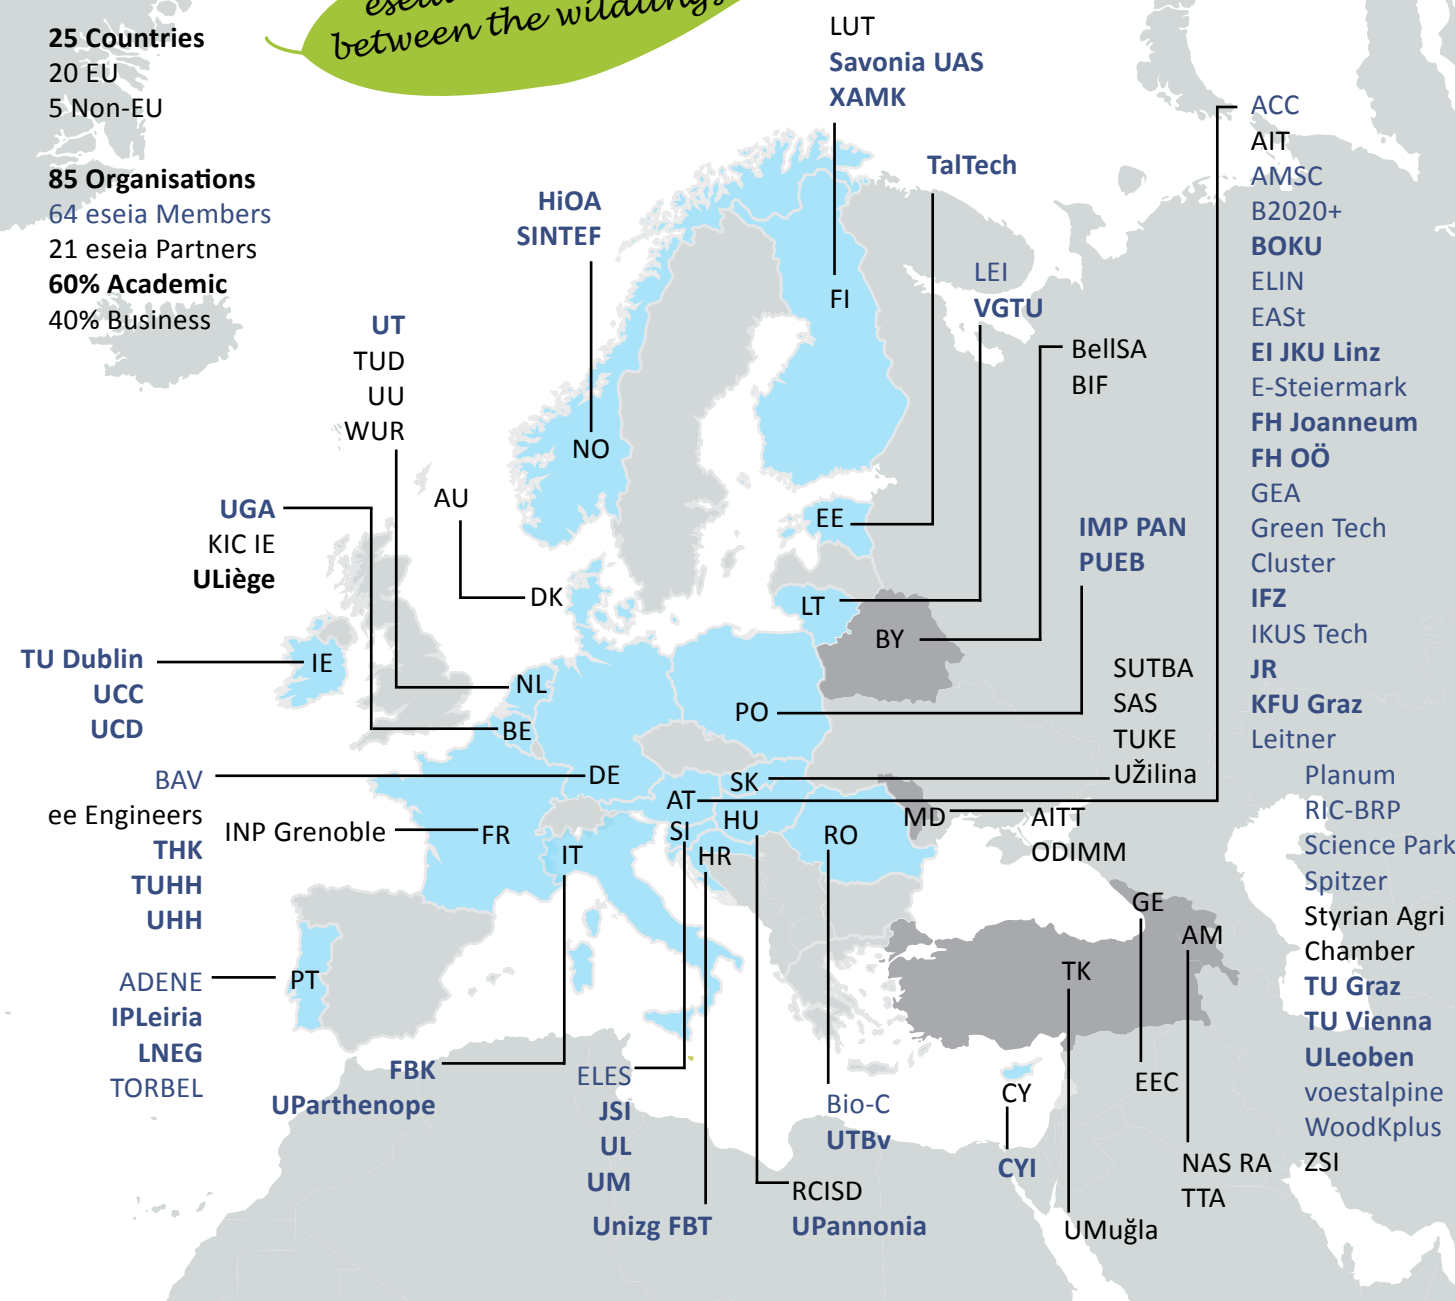 between the wildlings
25 Countries
20 EU
5 Non-EU
85 Organisations
64 eseia Members
21 eseia Partners
60% Academic
40% Business
LUT
Savonia UAS
XAMK
TalTech
HiOA
SINTEF
LEI
VGTU
BellSA
BIF
UT
TUD
UU
WUR
AU
UGA
KIC IE
ULiège
IMP PAN
PUEB
TU Dublin
UCC
UCD
SUTBA
SAS
TUKE
UŽilina
BAV
ee Engineers
THK
TUHH
UHH
INP Grenoble
AITT
ODIMM
ADENE
IPLeiria
LNEG
TORBEL
FBK
UParthenope
ELES
JSI
UL
UM
Unizg FBT
Bio-C
UTBv
RCISD
UPannonia
CYI
EEC
NAS RA
TTA
UMuğla
FI
NO
EE
DK
LT
BY
IE
NL
PO
BE
DE
SK
AT
HU
SI
MD
FR
IT
HR
RO
GE
AM
TK
PT
CY
ACC
AIT
AMSC
B2020+
BOKU
ELIN
EASt
EI JKU Linz
E-Steiermark
FH Joanneum
FH OÖ
GEA
Green Tech
Cluster
IFZ
IKUS Tech
JR
KFU Graz
Leitner
Planum
RIC-BRP
Science Park
Spitzer
Styrian Agri
Chamber
TU Graz
TU Vienna
ULeoben
voestalpine
WoodKplus
ZSI